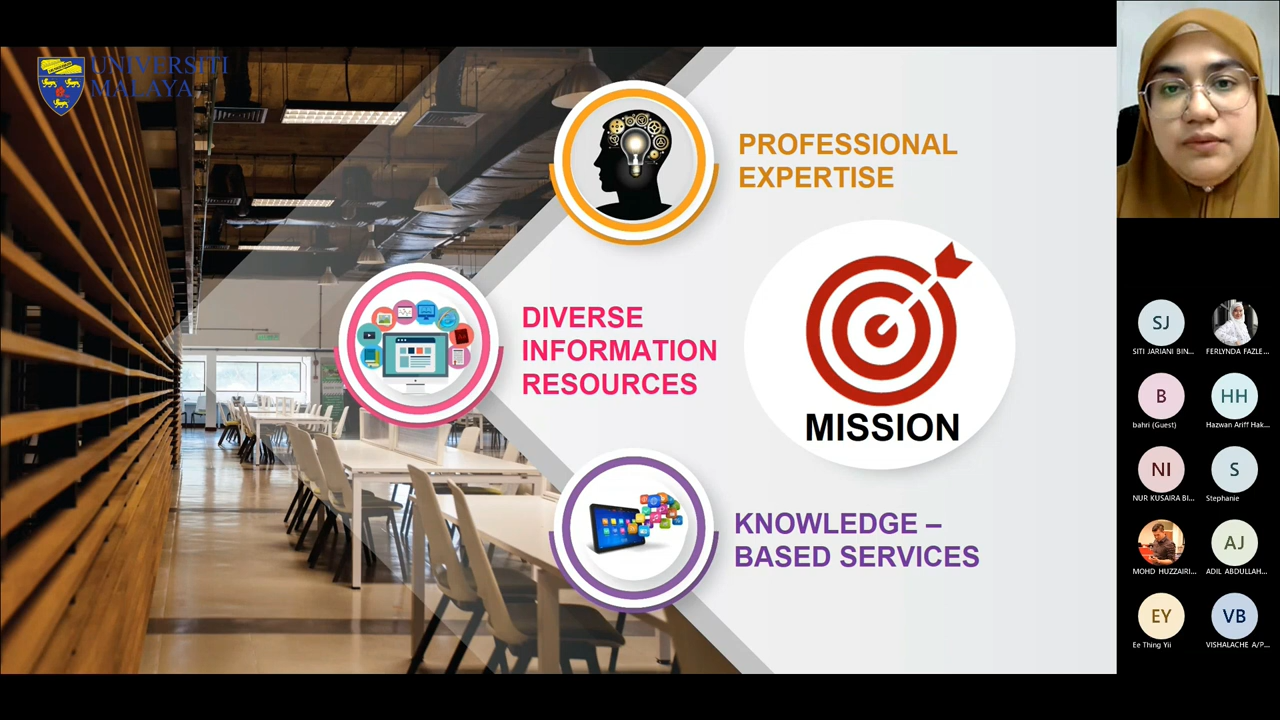 UNIVERSITI
MALAYA
PROFESSIONAL
EXPERTISE
DIVERSE
INFORMATION
RESOURCES
MISSION
KNOWLEDGE –
BASED SERVICES
SJ
SITI JARIANI BIN...
FERLYNDA FAZLE...
B
bahri (Guest)
HH
Hazwan Ariff Hak...
NI
NUR KUSAIRA BI...
S
Stephanie
MOHD HUZZAIRI...
AJ
ADIL ABDULLAH...
EY
Ee Thing Yii
VB
VISHALACHE A/P...